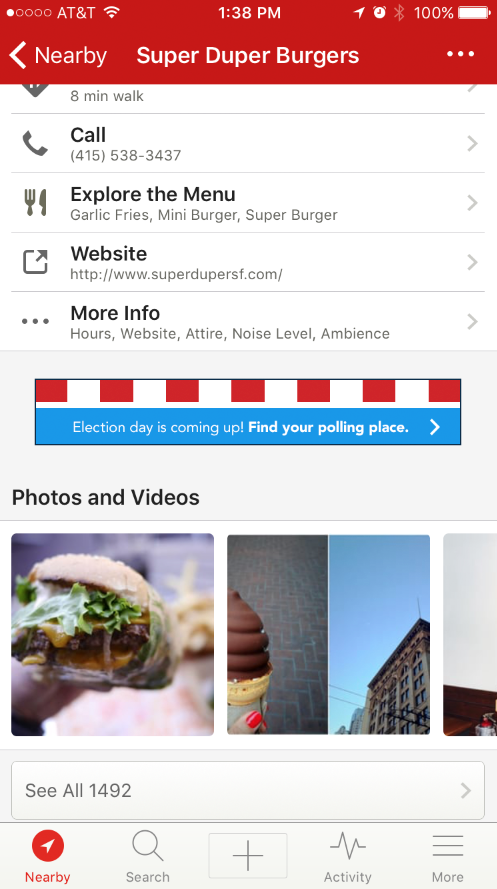 AT&T 1:38 PM 100%
Nearby Super Duper Burgers
8 min walk
Call
(415) 538-3437
Explore the Menu
Garlic Fries, Mini Burger, Super Burger
Website
http://www.superdupersf.com/
More Info
Hours, Website, Attire, Noise Level, Ambience
Election day is coming up! Find your polling place.
Photos and Videos
See All 1492
Nearby Search Activity More